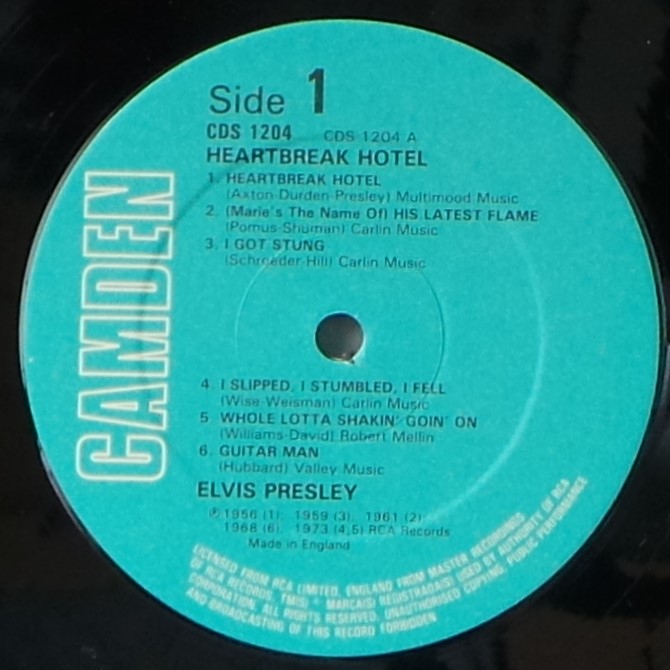 Side 1
CDS 1204 CDS 1204 A
HEARTBREAK HOTEL
1. HEARTBREAK HOTEL
(Axton-Durden-Presley) Multimood Music
2. (Marie's The Name Of) HIS LATEST FLAME
(Pomus-Shuman) Carlin Music
3. I GOT STUNG
(Schroeder-Hill) Carlin Music
CAMDEN
4. I SLIPPED, I STUMBLED, I FELL
(Wise-Weisman) Carlin Music
5. WHOLE LOTTA SHAKIN' GOIN' ON
(Williams-David) Robert Mellin
6. GUITAR MAN
(Hubbard) Valley Music
ELVIS PRESLEY
℗ 1956 (1), 1959 (3), 1961 (2)
1968 (6), 1973 (4,5) RCA Records
Made in England
LICENSED FROM RCA LIMITED, ENGLAND FROM MASTER RECORDINGS
OF RCA RECORDS, TM(S) ® MARCA(S) REGISTRADA(S) USED BY AUTHORITY OF RCA
CORPORATION. ALL RIGHTS RESERVED. UNAUTHORISED COPYING, PUBLIC PERFORMANCE
AND BROADCASTING OF THIS RECORD FORBIDDEN